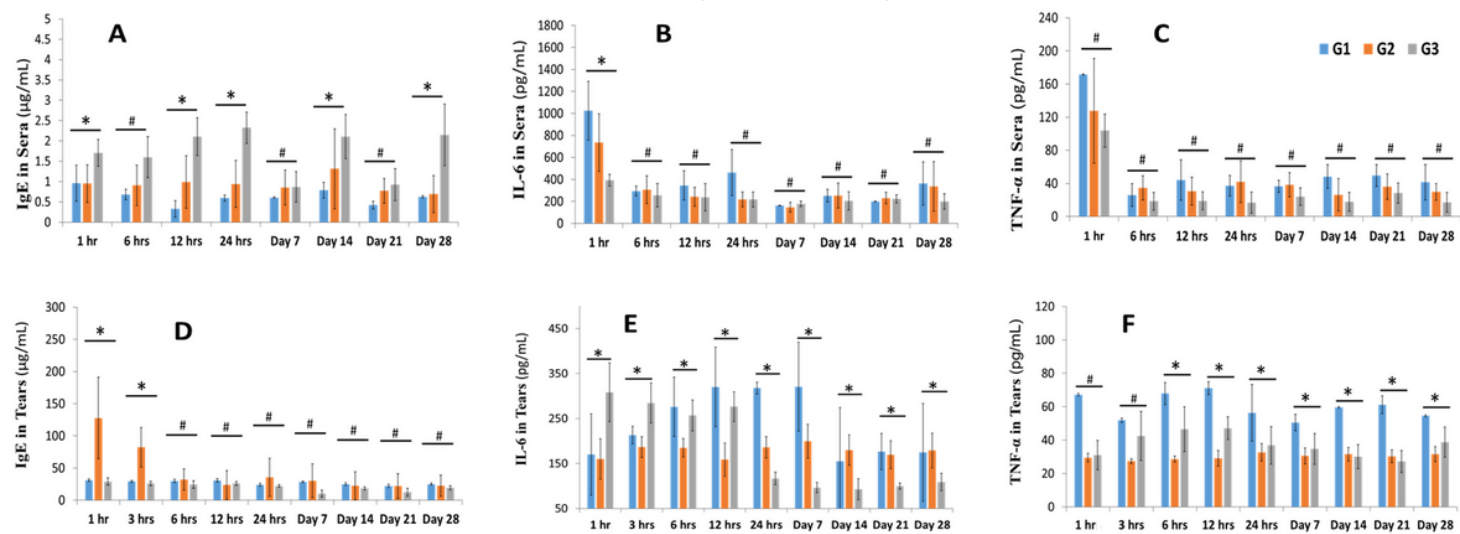 A
IgE in Sera (µg/mL)
5
4.5
4
3.5
3
2.5
2
1.5
1
0.5
0
* # * * # * # *
1 hr 6 hrs 12 hrs 24 hrs Day 7 Day 14 Day 21 Day 28
B
IL-6 in Sera (pg/mL)
1800
1600
1400
1200
1000
800
600
400
200
0
* # # # # # # #
1 hr 6 hrs 12 hrs 24 hrs Day 7 Day 14 Day 21 Day 28
C
TNF-α in Sera (pg/mL)
G1 G2 G3
240
200
160
120
80
40
0
# # # # # # # #
1 hr 6 hrs 12 hrs 24 hrs Day 7 Day 14 Day 21 Day 28
D
IgE in Tears (µg/mL)
300
250
200
150
100
50
0
* * # # # # # # #
1 hr 3 hrs 6 hrs 12 hrs 24 hrs Day 7 Day 14 Day 21 Day 28
E
IL-6 in Tears (pg/mL)
450
350
250
150
50
* * * * * * * * *
1 hr 3 hrs 6 hrs 12 hrs 24 hrs Day 7 Day 14 Day 21 Day 28
F
TNF-α in Tears (pg/mL)
120
100
80
60
40
20
0
# # * * * * * * *
1 hr 3 hrs 6 hrs 12 hrs 24 hrs Day 7 Day 14 Day 21 Day 28